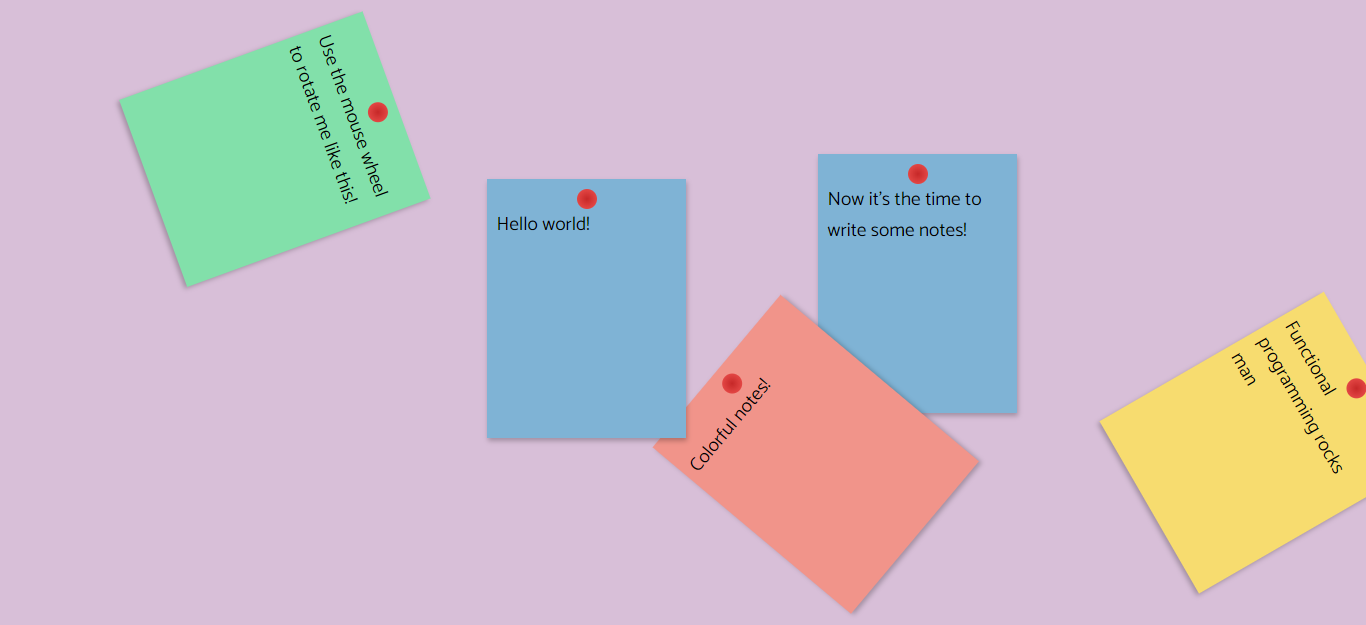 Use the mouse wheel
to rotate me like this!
Hello world!
Now it's the time to
write some notes!
Colorful notes!
Functional
programming rocks
man